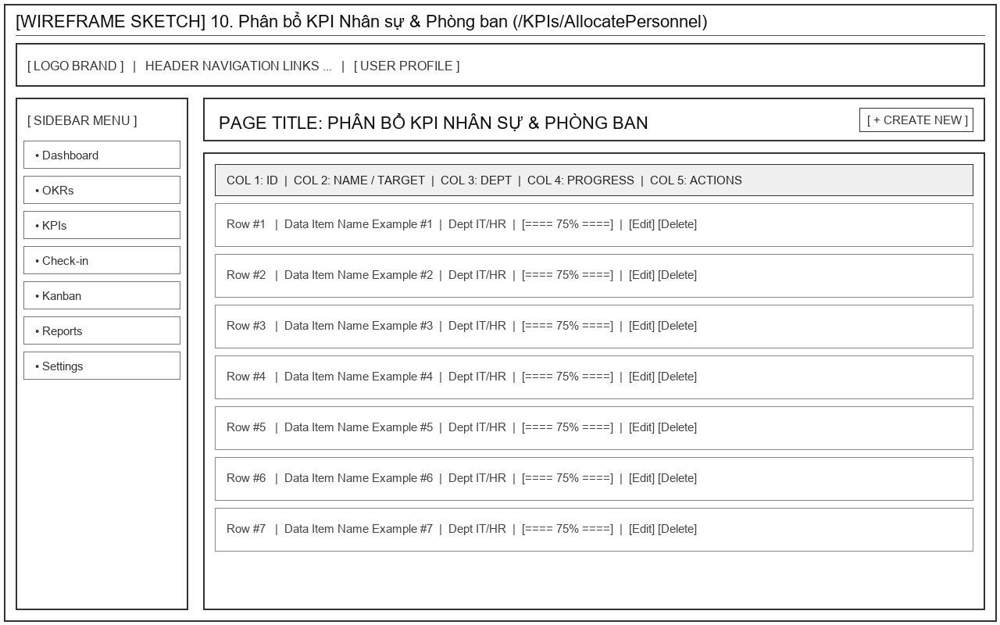 [WIREFRAME SKETCH] 10. Phân bổ KPI Nhân sự & Phòng ban (/KPIs/AllocatePersonnel)
[ LOGO BRAND ] | HEADER NAVIGATION LINKS ... | [ USER PROFILE ]
[ SIDEBAR MENU ]
• Dashboard
• OKRs
• KPIs
• Check-in
• Kanban
• Reports
• Settings
PAGE TITLE: PHÂN BỔ KPI NHÂN SỰ & PHÒNG BAN
[ + CREATE NEW ]
COL 1: ID | COL 2: NAME / TARGET | COL 3: DEPT | COL 4: PROGRESS | COL 5: ACTIONS
Row #1 | Data Item Name Example #1 | Dept IT/HR | [==== 75% ====] | [Edit] [Delete]
Row #2 | Data Item Name Example #2 | Dept IT/HR | [==== 75% ====] | [Edit] [Delete]
Row #3 | Data Item Name Example #3 | Dept IT/HR | [==== 75% ====] | [Edit] [Delete]
Row #4 | Data Item Name Example #4 | Dept IT/HR | [==== 75% ====] | [Edit] [Delete]
Row #5 | Data Item Name Example #5 | Dept IT/HR | [==== 75% ====] | [Edit] [Delete]
Row #6 | Data Item Name Example #6 | Dept IT/HR | [==== 75% ====] | [Edit] [Delete]
Row #7 | Data Item Name Example #7 | Dept IT/HR | [==== 75% ====] | [Edit] [Delete]